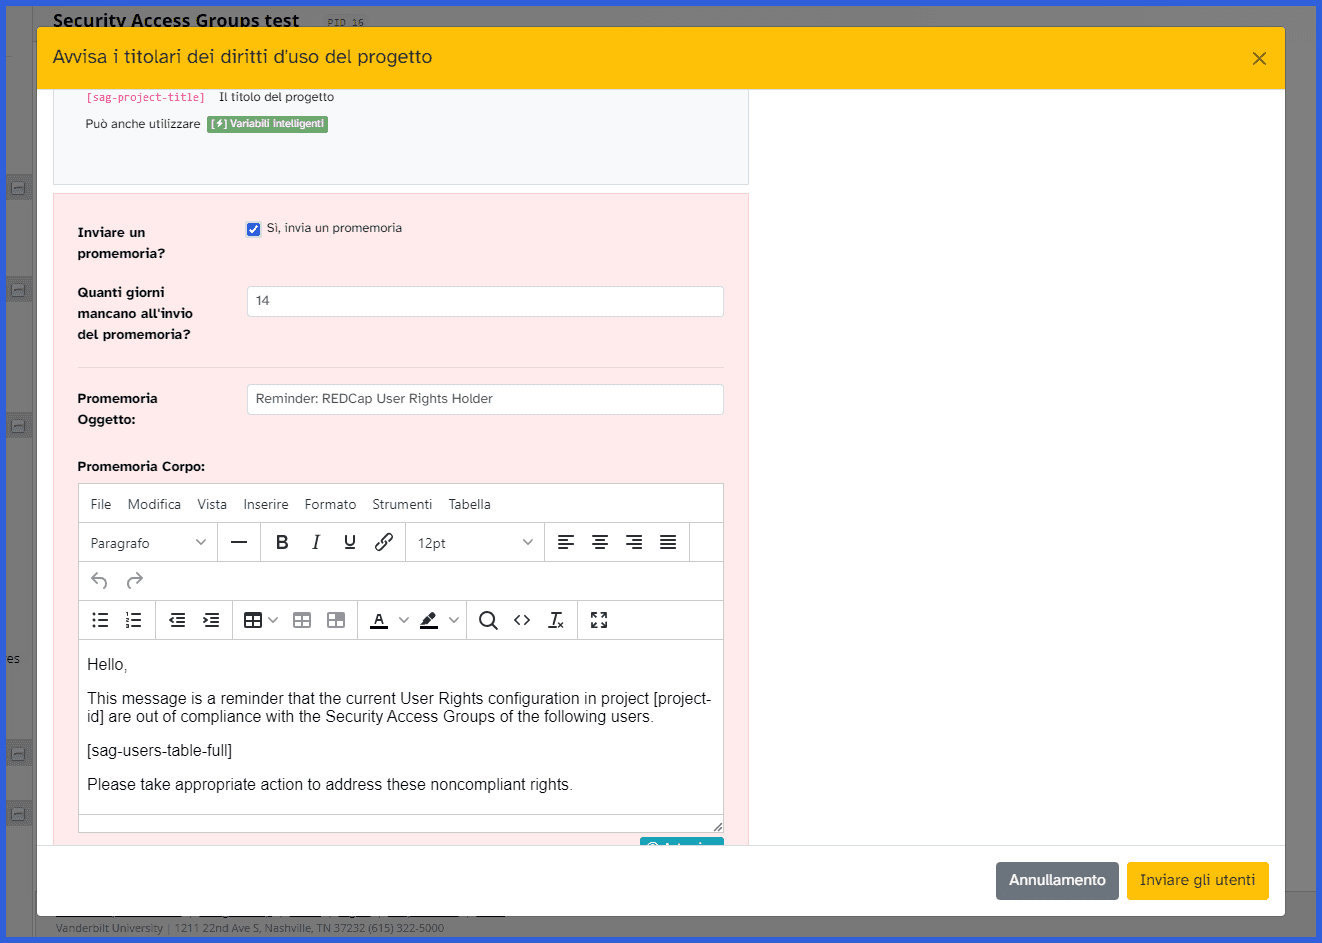 Security Access Groups test PID 16
Avvisa i titolari dei diritti d'uso del progetto
[sag-project-title] Il titolo del progetto
Può anche utilizzare [⚡] Variabili intelligenti
Inviare un
promemoria?
Sì, invia un promemoria
Quanti giorni
mancano all'invio
del promemoria?
14
Promemoria
Oggetto:
Reminder: REDCap User Rights Holder
Promemoria Corpo:
File Modifica Vista Inserire Formato Strumenti Tabella
Paragrafo B I U 12pt
Hello,
This message is a reminder that the current User Rights configuration in project [project-
id] are out of compliance with the Security Access Groups of the following users.
[sag-users-table-full]
Please take appropriate action to address these noncompliant rights.
es
Annullamento Inviare gli utenti
Vanderbilt University | 1211 22nd Ave S, Nashville, TN 37232 (615) 322-5000